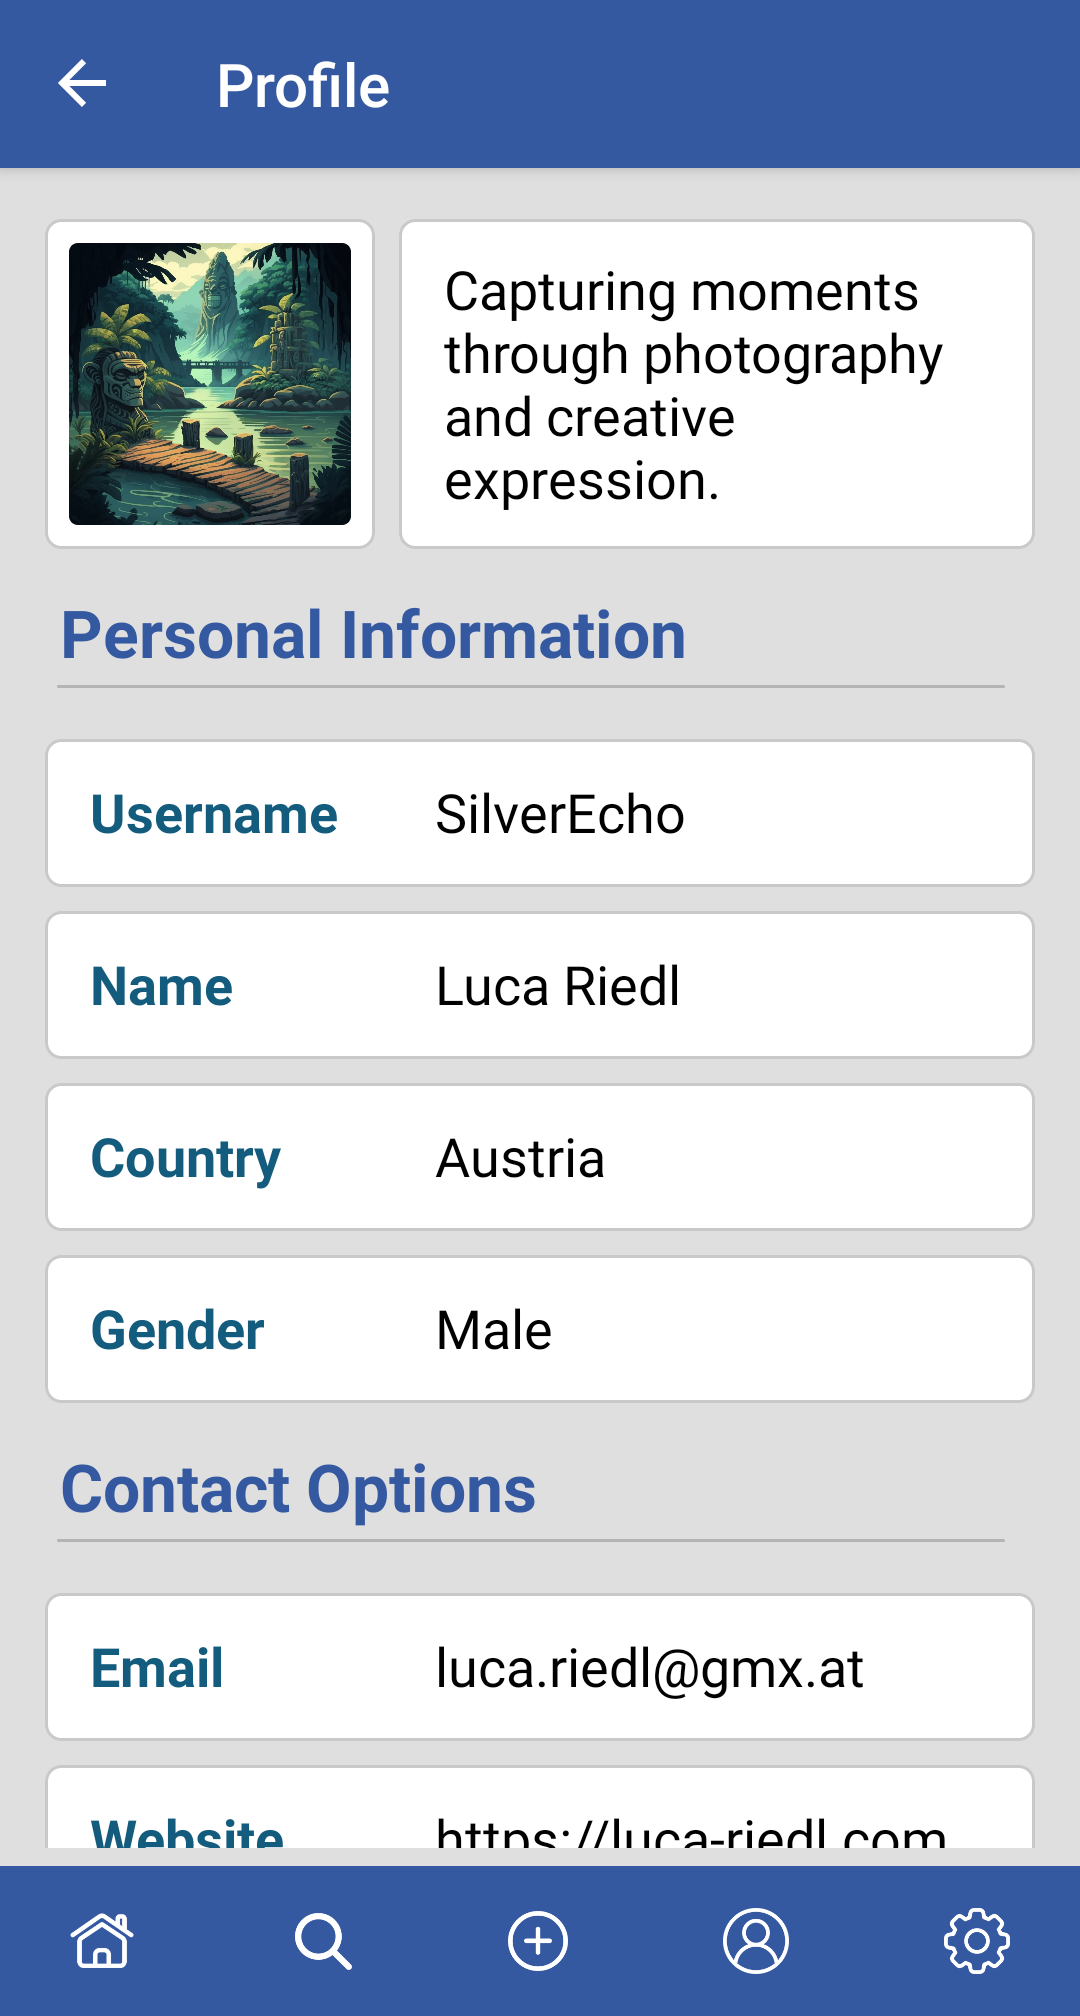 Profile
Capturing moments
through photography
and creative
expression.
Personal Information
Username SilverEcho
Name Luca Riedl
Country Austria
Gender Male
Contact Options
Email luca.riedl@gmx.at
Website https://luca-riedl.com